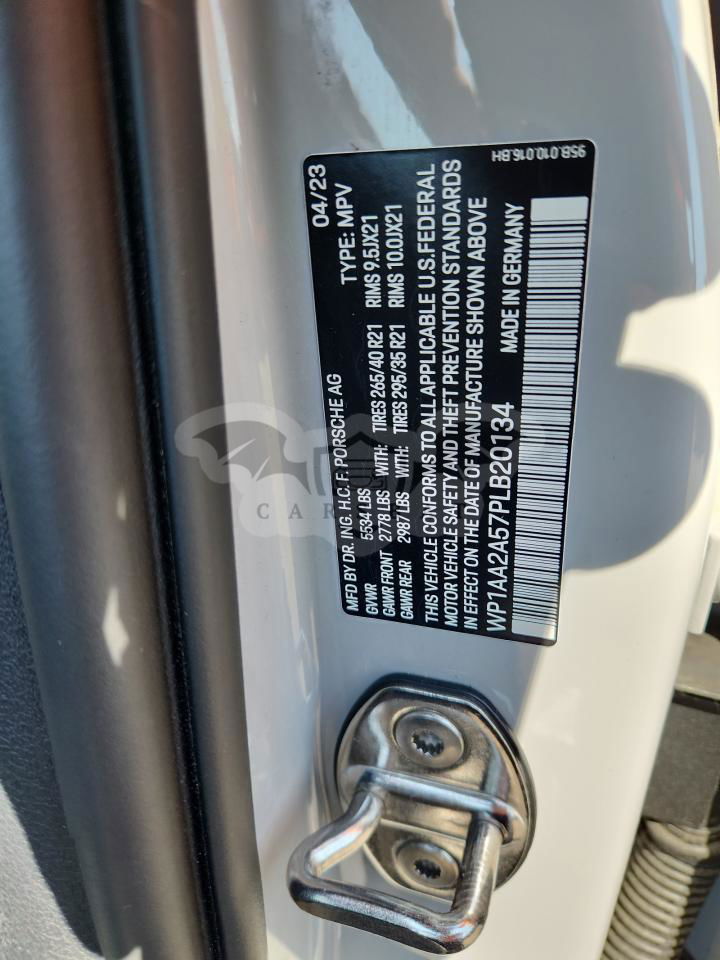 MFD BY DR. ING. H.C. F. PORSCHE AG 04/23
GVWR 5534 LBS TYPE: MPV
GAWR FRONT 2778 LBS WITH: TIRES 265/40 R21 RIMS 9.5JX21
GAWR REAR 2987 LBS WITH: TIRES 295/35 R21 RIMS 10.0JX21
THIS VEHICLE CONFORMS TO ALL APPLICABLE U.S. FEDERAL
MOTOR VEHICLE SAFETY AND THEFT PREVENTION STANDARDS
IN EFFECT ON THE DATE OF MANUFACTURE SHOWN ABOVE
WP1AA2A57PLB20134 MADE IN GERMANY
95B.010.016.BH